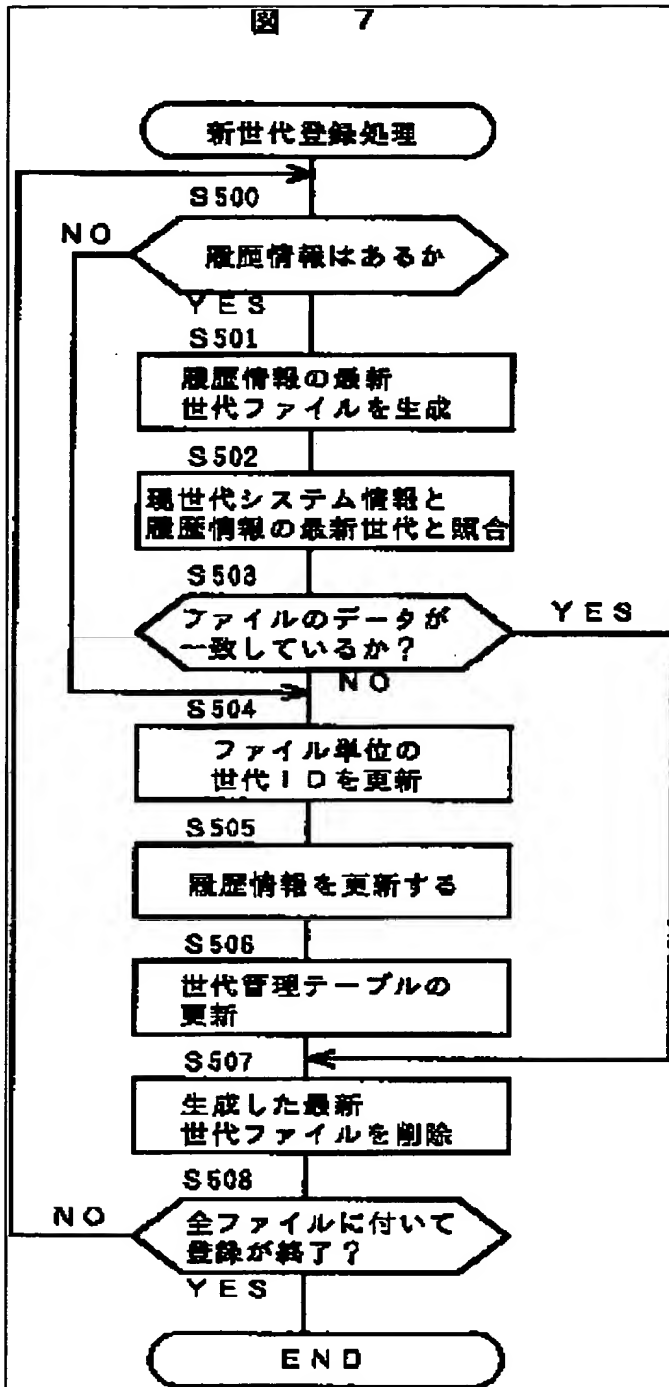 図 7
新世代登録処理
S500
NO
履歴情報はあるか
YES
S501
履歴情報の最新
世代ファイルを生成
S502
現世代システム情報と
履歴情報の最新世代と照合
S503
ファイルのデータが
一致しているか?
YES
NO
S504
ファイル単位の
世代IDを更新
S505
履歴情報を更新する
S506
世代管理テーブルの
更新
S507
生成した最新
世代ファイルを削除
S508
NO
全ファイルに付いて
登録が終了?
YES
END